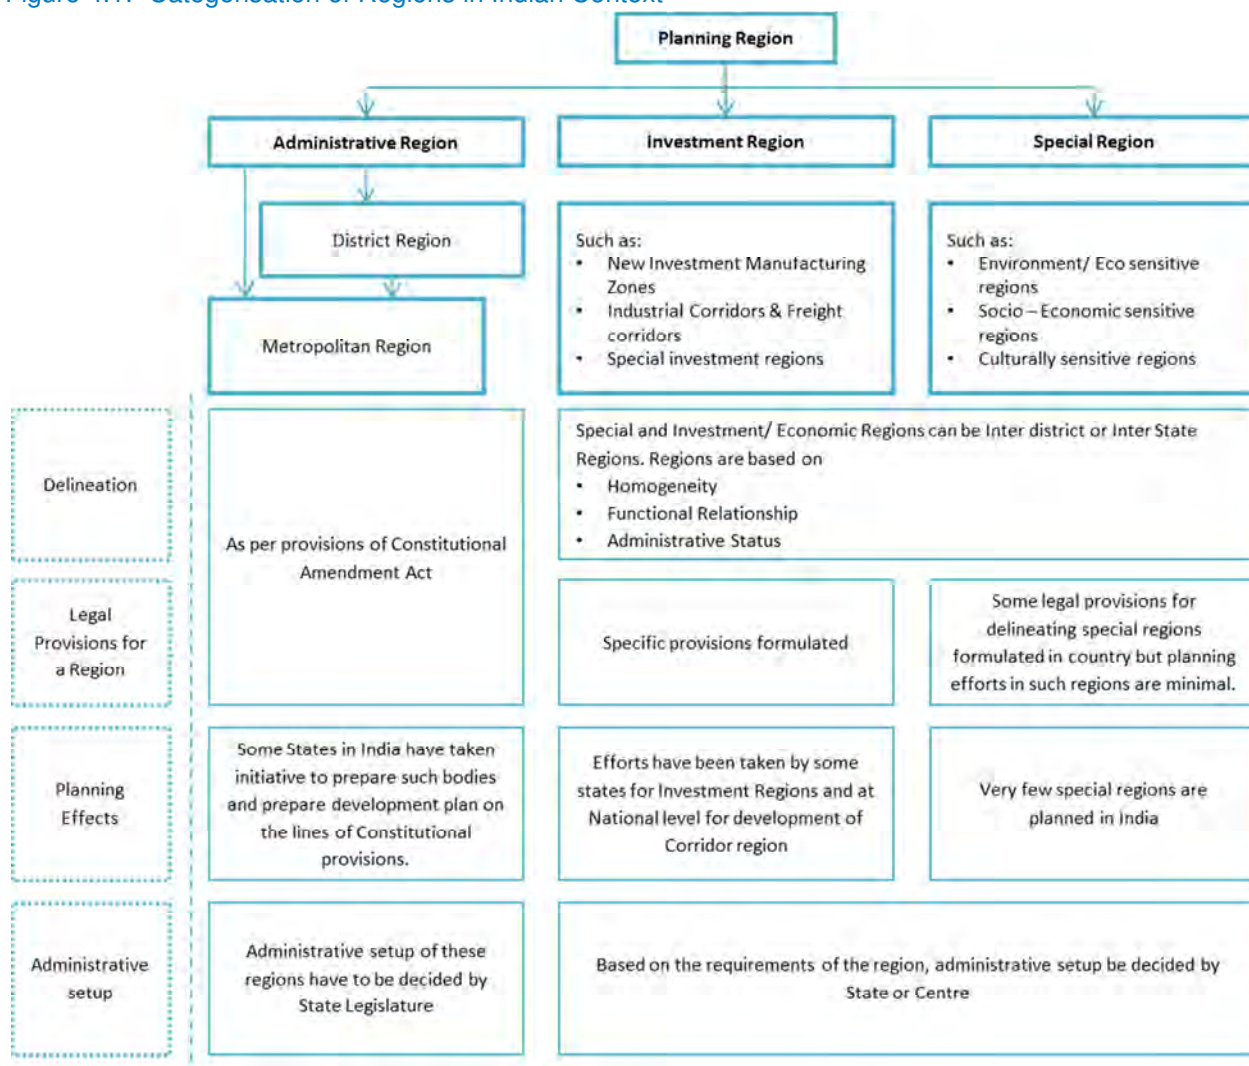 Planning Region
Administrative Region
Investment Region
Special Region
District Region
Metropolitan Region
Such as:
• New Investment Manufacturing
Zones
• Industrial Corridors & Freight
corridors
• Special investment regions
Such as:
• Environment/ Eco sensitive
regions
• Socio – Economic sensitive
regions
• Culturally sensitive regions
Delineation
As per provisions of Constitutional
Amendment Act
Special and Investment/ Economic Regions can be Inter district or Inter State
Regions. Regions are based on
• Homogeneity
• Functional Relationship
• Administrative Status
Legal
Provisions for
a Region
Specific provisions formulated
Some legal provisions for
delineating special regions
formulated in country but planning
efforts in such regions are minimal.
Planning
Effects
Some States in India have taken
initiative to prepare such bodies
and prepare development plan on
the lines of Constitutional
provisions.
Efforts have been taken by some
states for Investment Regions and at
National level for development of
Corridor region
Very few special regions are
planned in India
Administrative
setup
Administrative setup of these
regions have to be decided by
State Legislature
Based on the requirements of the region, administrative setup be decided by
State or Centre